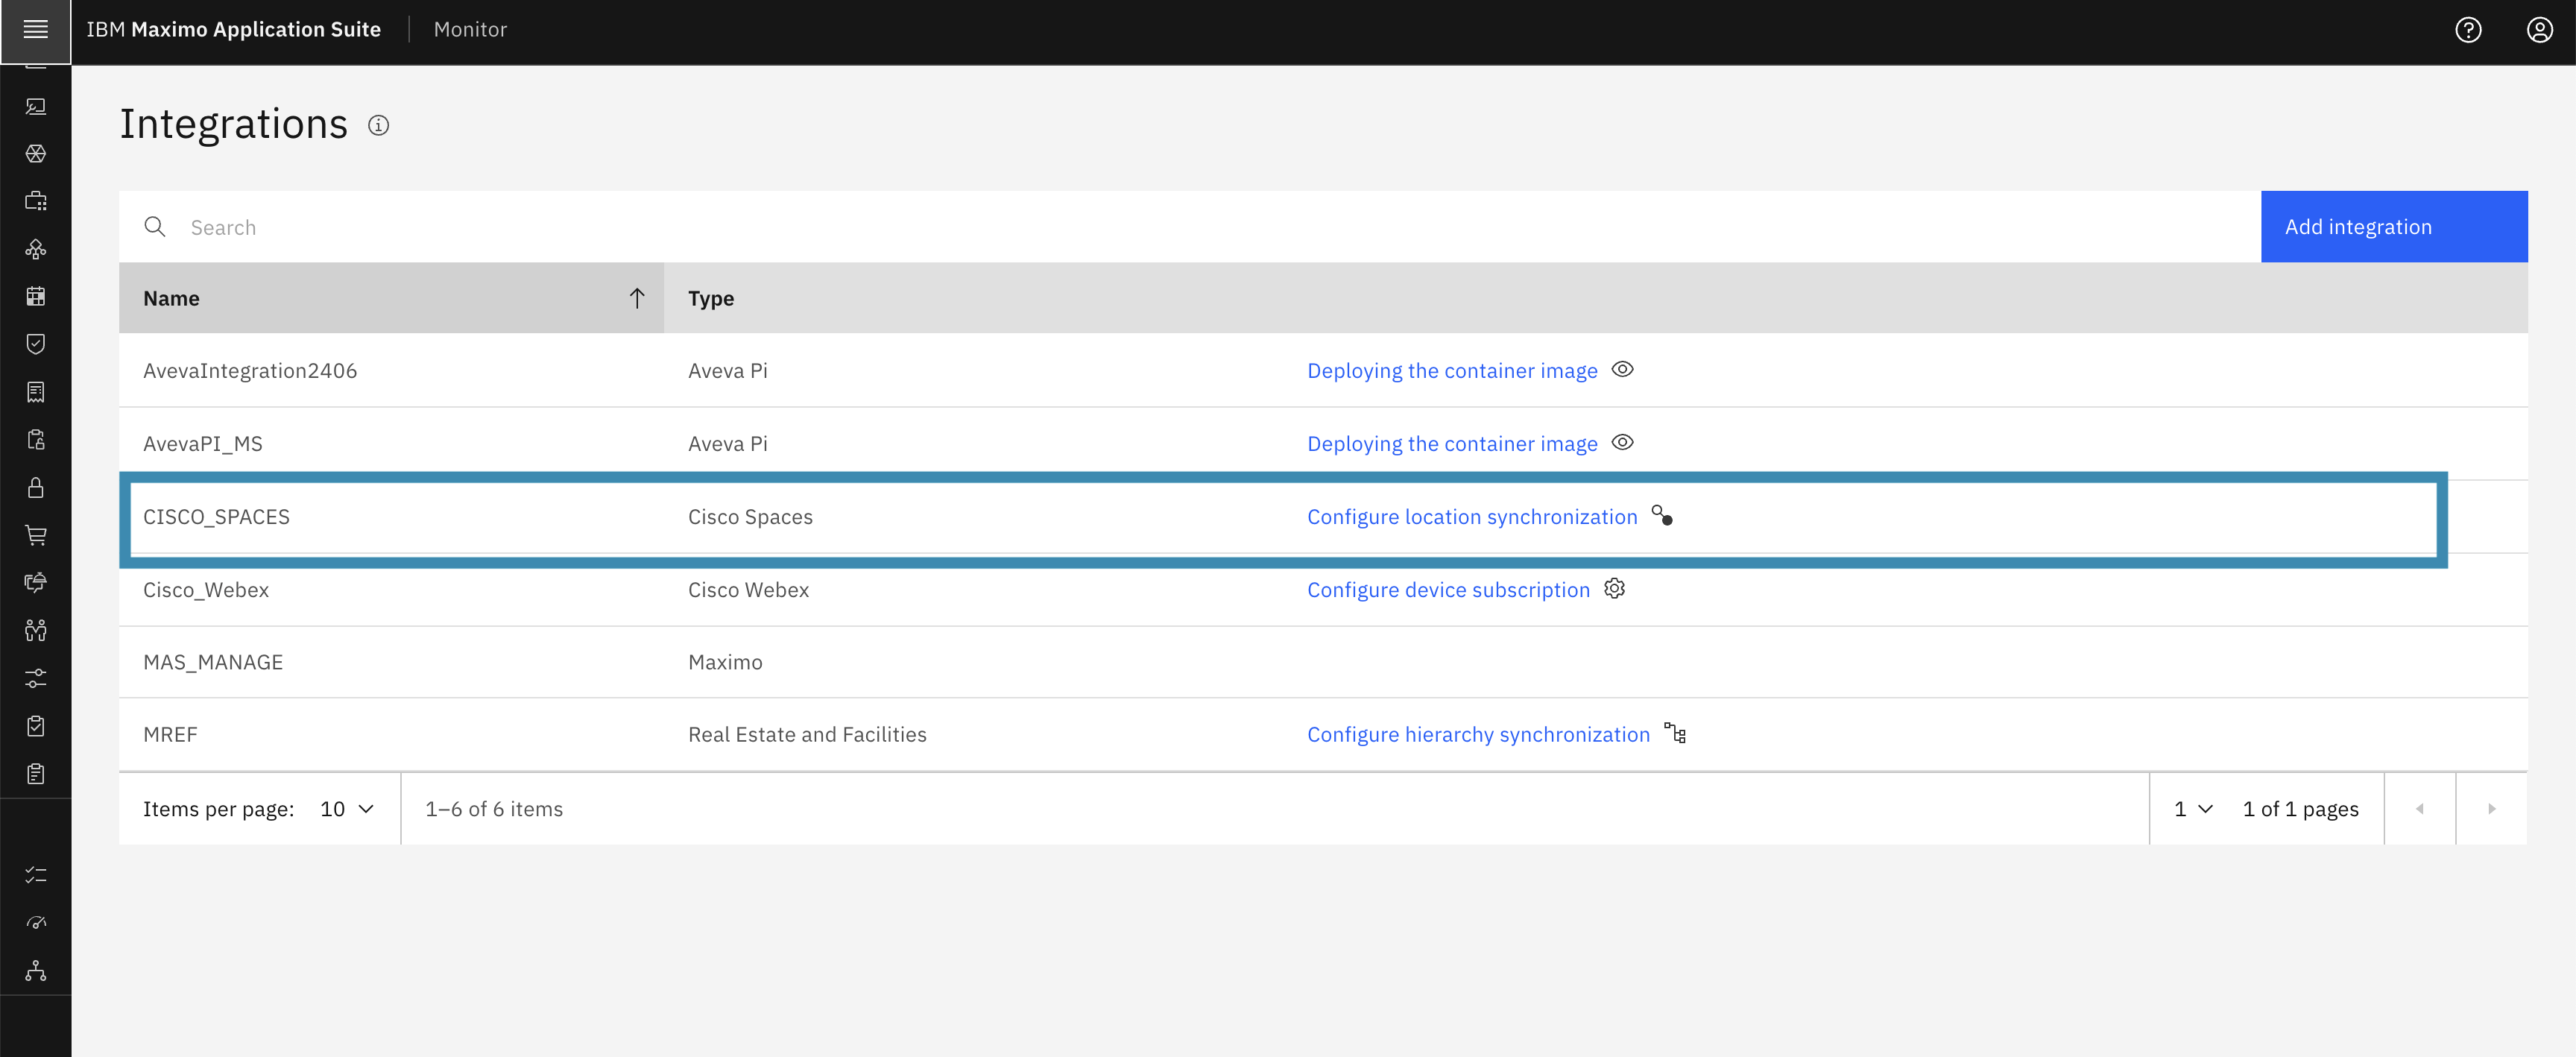 IBM Maximo Application Suite Monitor
Integrations
Search Add integration
Name Type
AvevaIntegration2406 Aveva Pi Deploying the container image
AvevaPI_MS Aveva Pi Deploying the container image
CISCO_SPACES Cisco Spaces Configure location synchronization
Cisco_Webex Cisco Webex Configure device subscription
MAS_MANAGE Maximo
MREF Real Estate and Facilities Configure hierarchy synchronization
Items per page: 10 1–6 of 6 items 1 1 of 1 pages